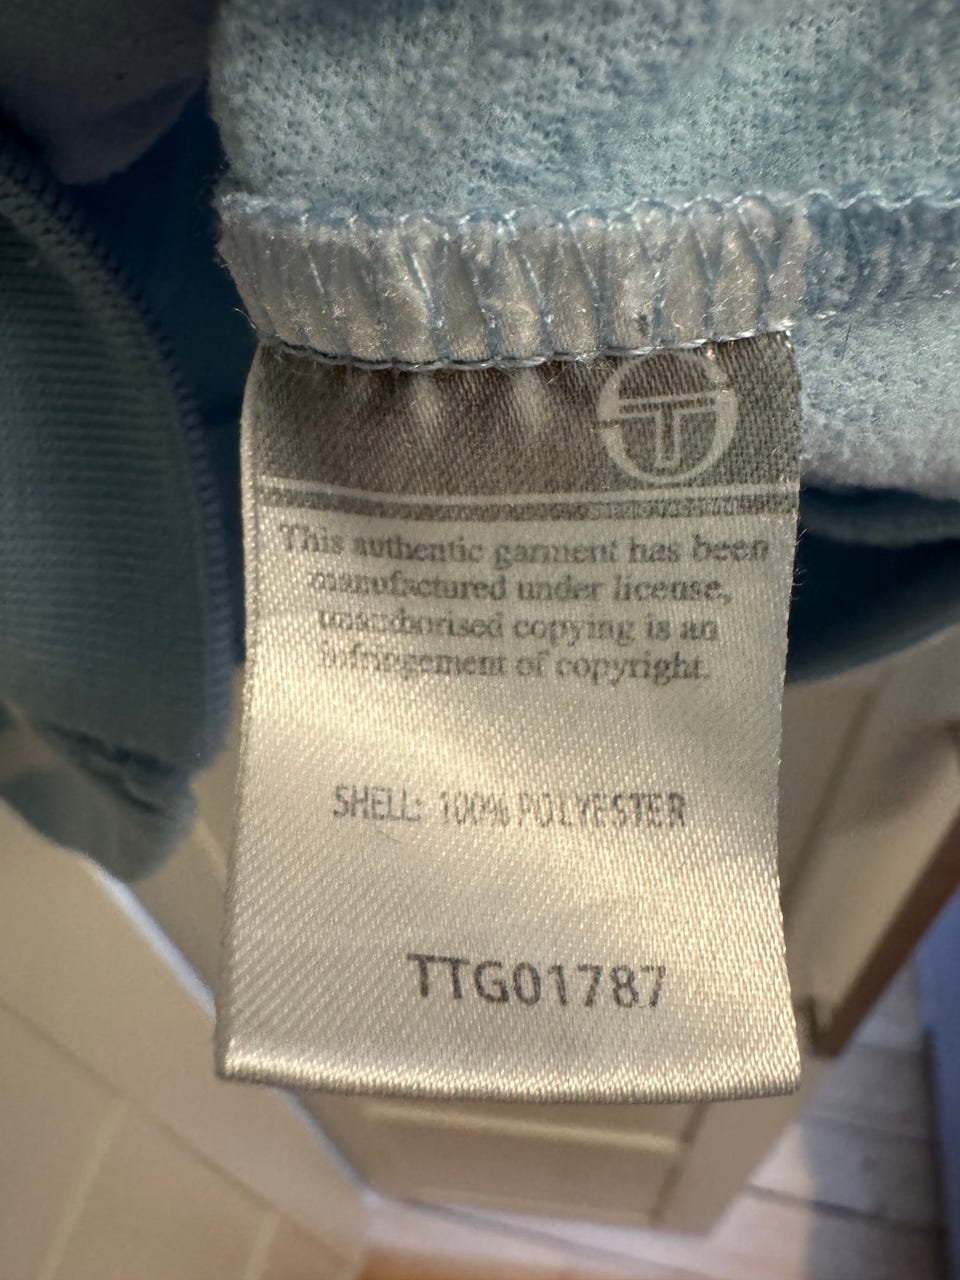 This authentic garment has been
manufactured under license,
unauthorised copying is an
infringement of copyright.
SHELL: 100% POLYESTER
TTG01787